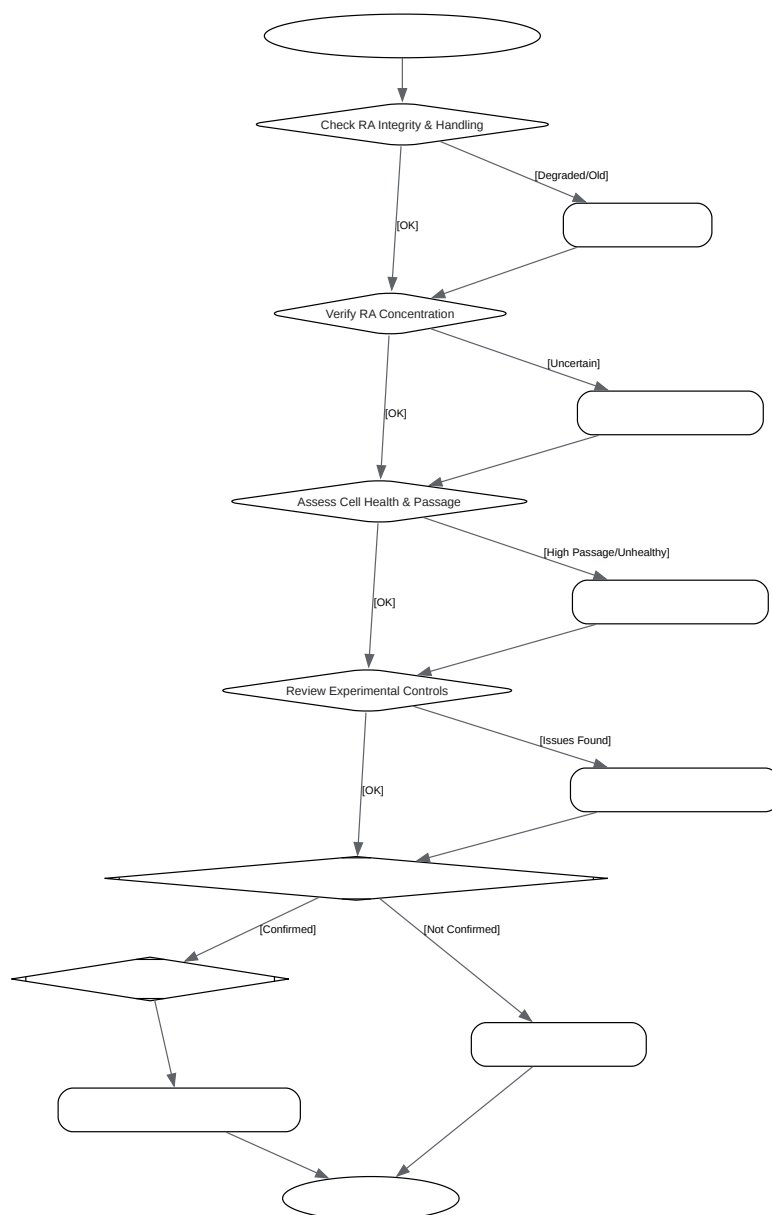 Check RA Integrity & Handling
[Degraded/Old]
[OK]
Verify RA Concentration
[Uncertain]
[OK]
Assess Cell Health & Passage
[High Passage/Unhealthy]
[OK]
Review Experimental Controls
[Issues Found]
[OK]
[Confirmed]
[Not Confirmed]